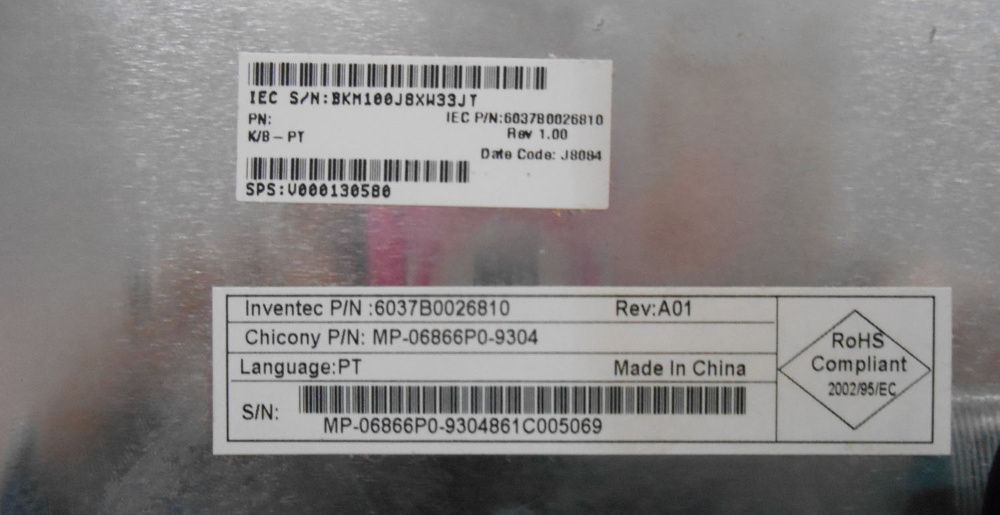 IEC S/N:BKM100J8XW33JT
PN:
IEC P/N:6037B0026810
K/B - PT
Rev 1.00
Date Code: J8084
SPS:V000130580
Inventec P/N :6037B0026810
Rev:A01
Chicony P/N: MP-06866P0-9304
Language:PT
Made In China
S/N:
MP-06866P0-9304861C005069
RoHS
Compliant
2002/95/EC